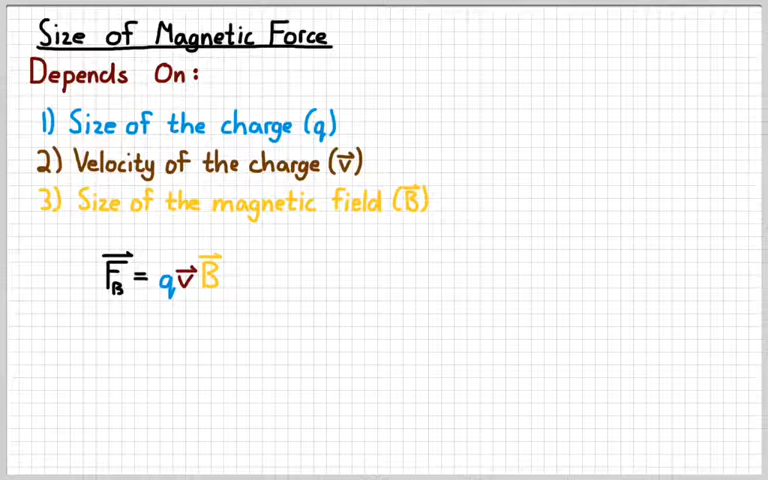 Size of Magnetic Force
Depends On:
1) Size of the charge (q)
2) Velocity of the charge (v⃗)
3) Size of the magnetic field (B⃗)
F⃗_B = qv⃗B⃗